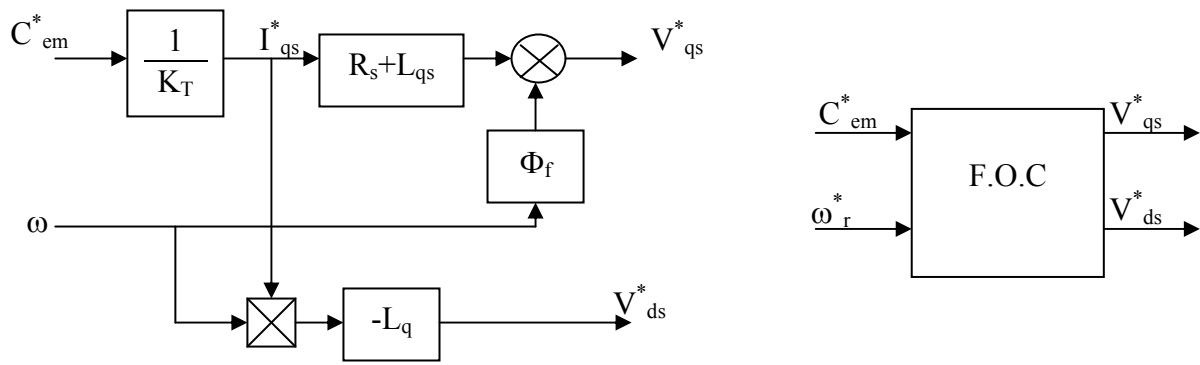 C*em
1
KT
I*qs
Rs+Lqs
V*qs
Φf
ω
-Lq
V*ds
C*em
ω*r
F.O.C
V*qs
V*ds